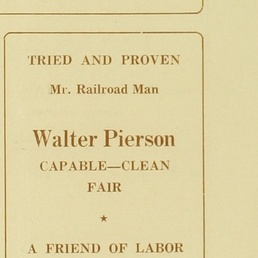 TRIED AND PROVEN
Mr. Railroad Man
Walter Pierson
CAPABLE—CLEAN
FAIR
★
A FRIEND OF LABOR